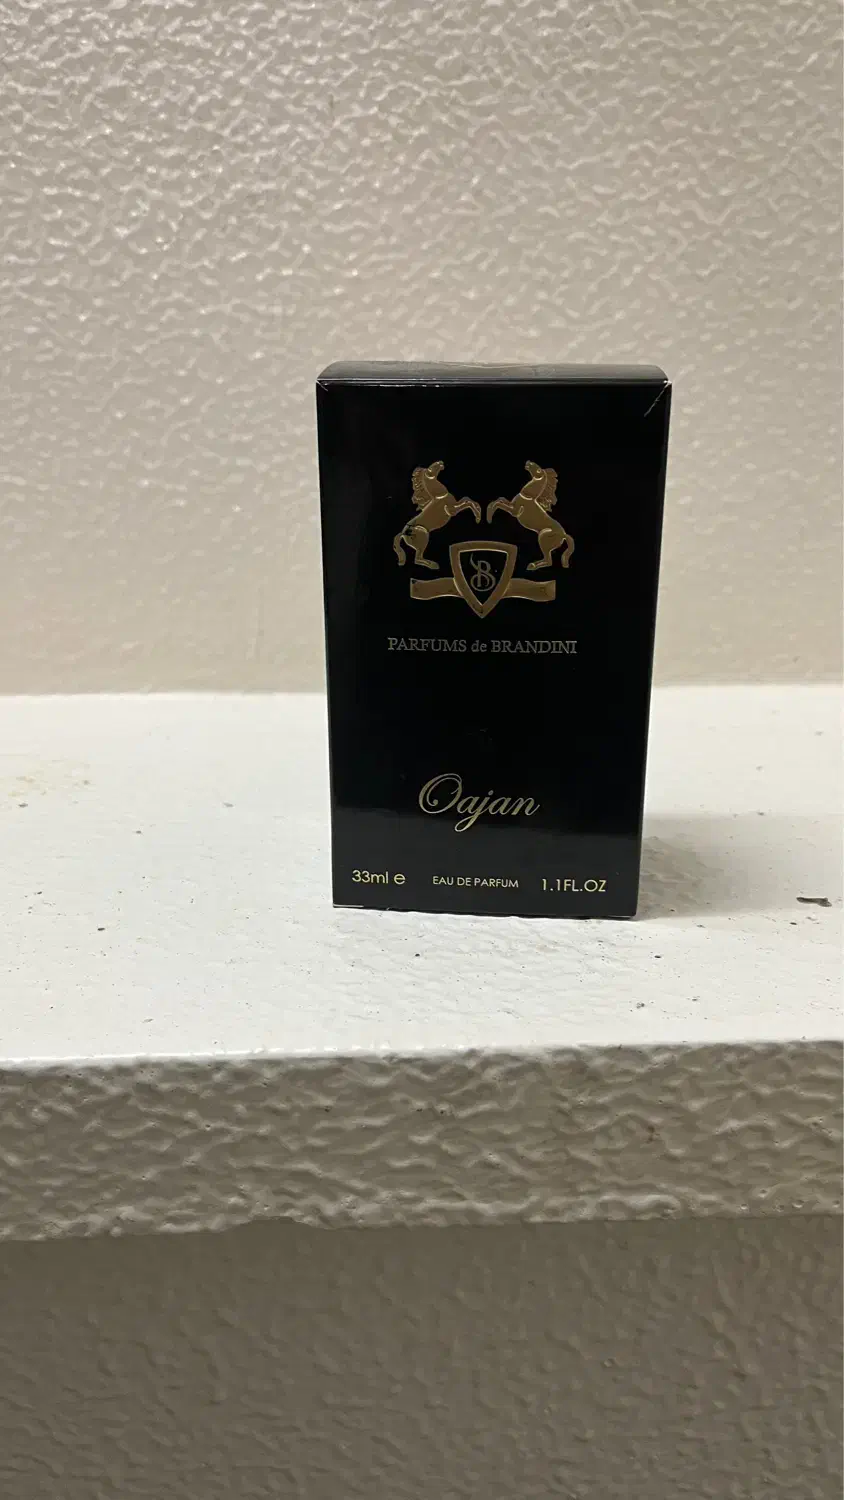 B
PARFUMS de BRANDINI
Oajan
33ml e EAU DE PARFUM 1.1FL.OZ